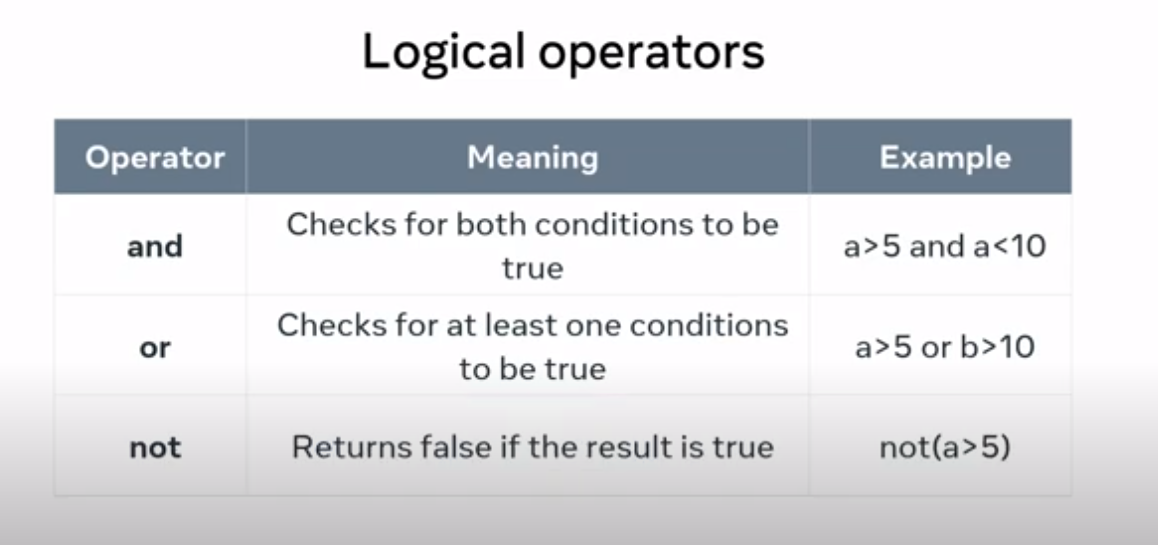 Logical operators
Operator Meaning Example
and Checks for both conditions to be true a>5 and a<10
or Checks for at least one conditions to be true a>5 or b>10
not Returns false if the result is true not(a>5)